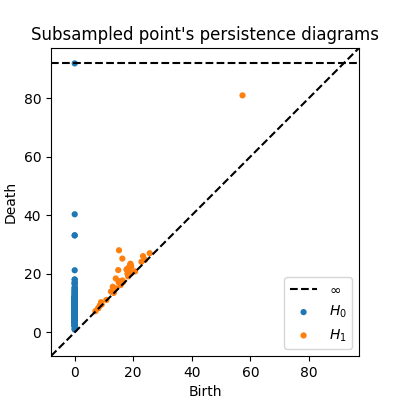 Subsampled point's persistence diagrams
Death
80
60
40
20
0
∞
H₀
H₁
0 20 40 60 80
Birth